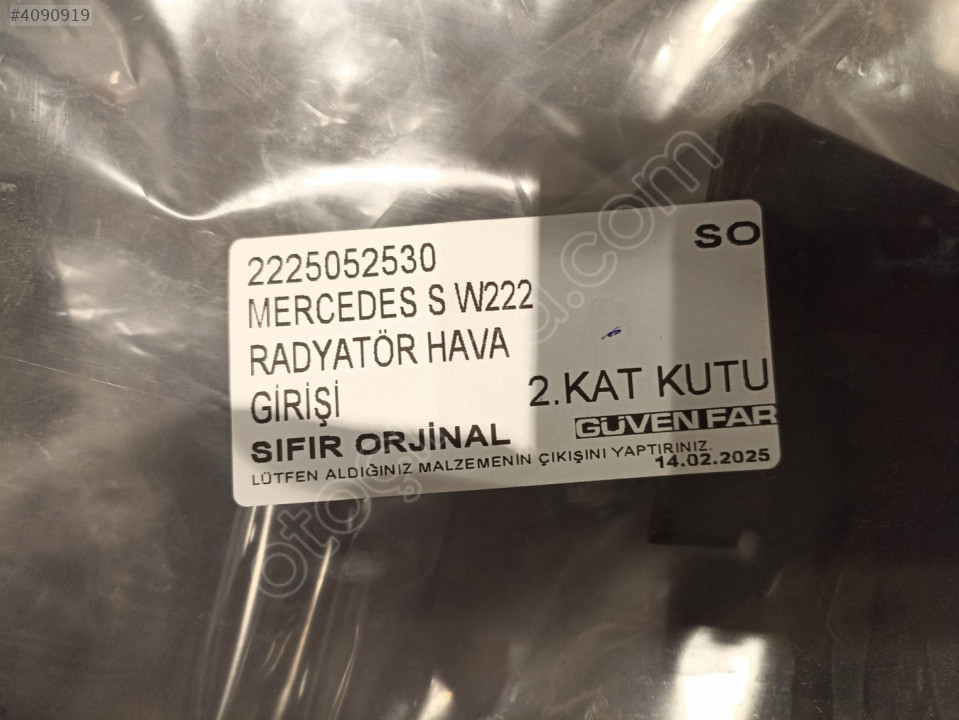 #4090919
SO
2225052530
MERCEDES S W222
RADYATÖR HAVA
GİRİŞİ
2.KAT KUTU
SIFIR ORJİNAL
GÜVEN FAR
LÜTFEN ALDIĞINIZ MALZEMENİN ÇIKIŞINI YAPTIRINIZ.
14.02.2025